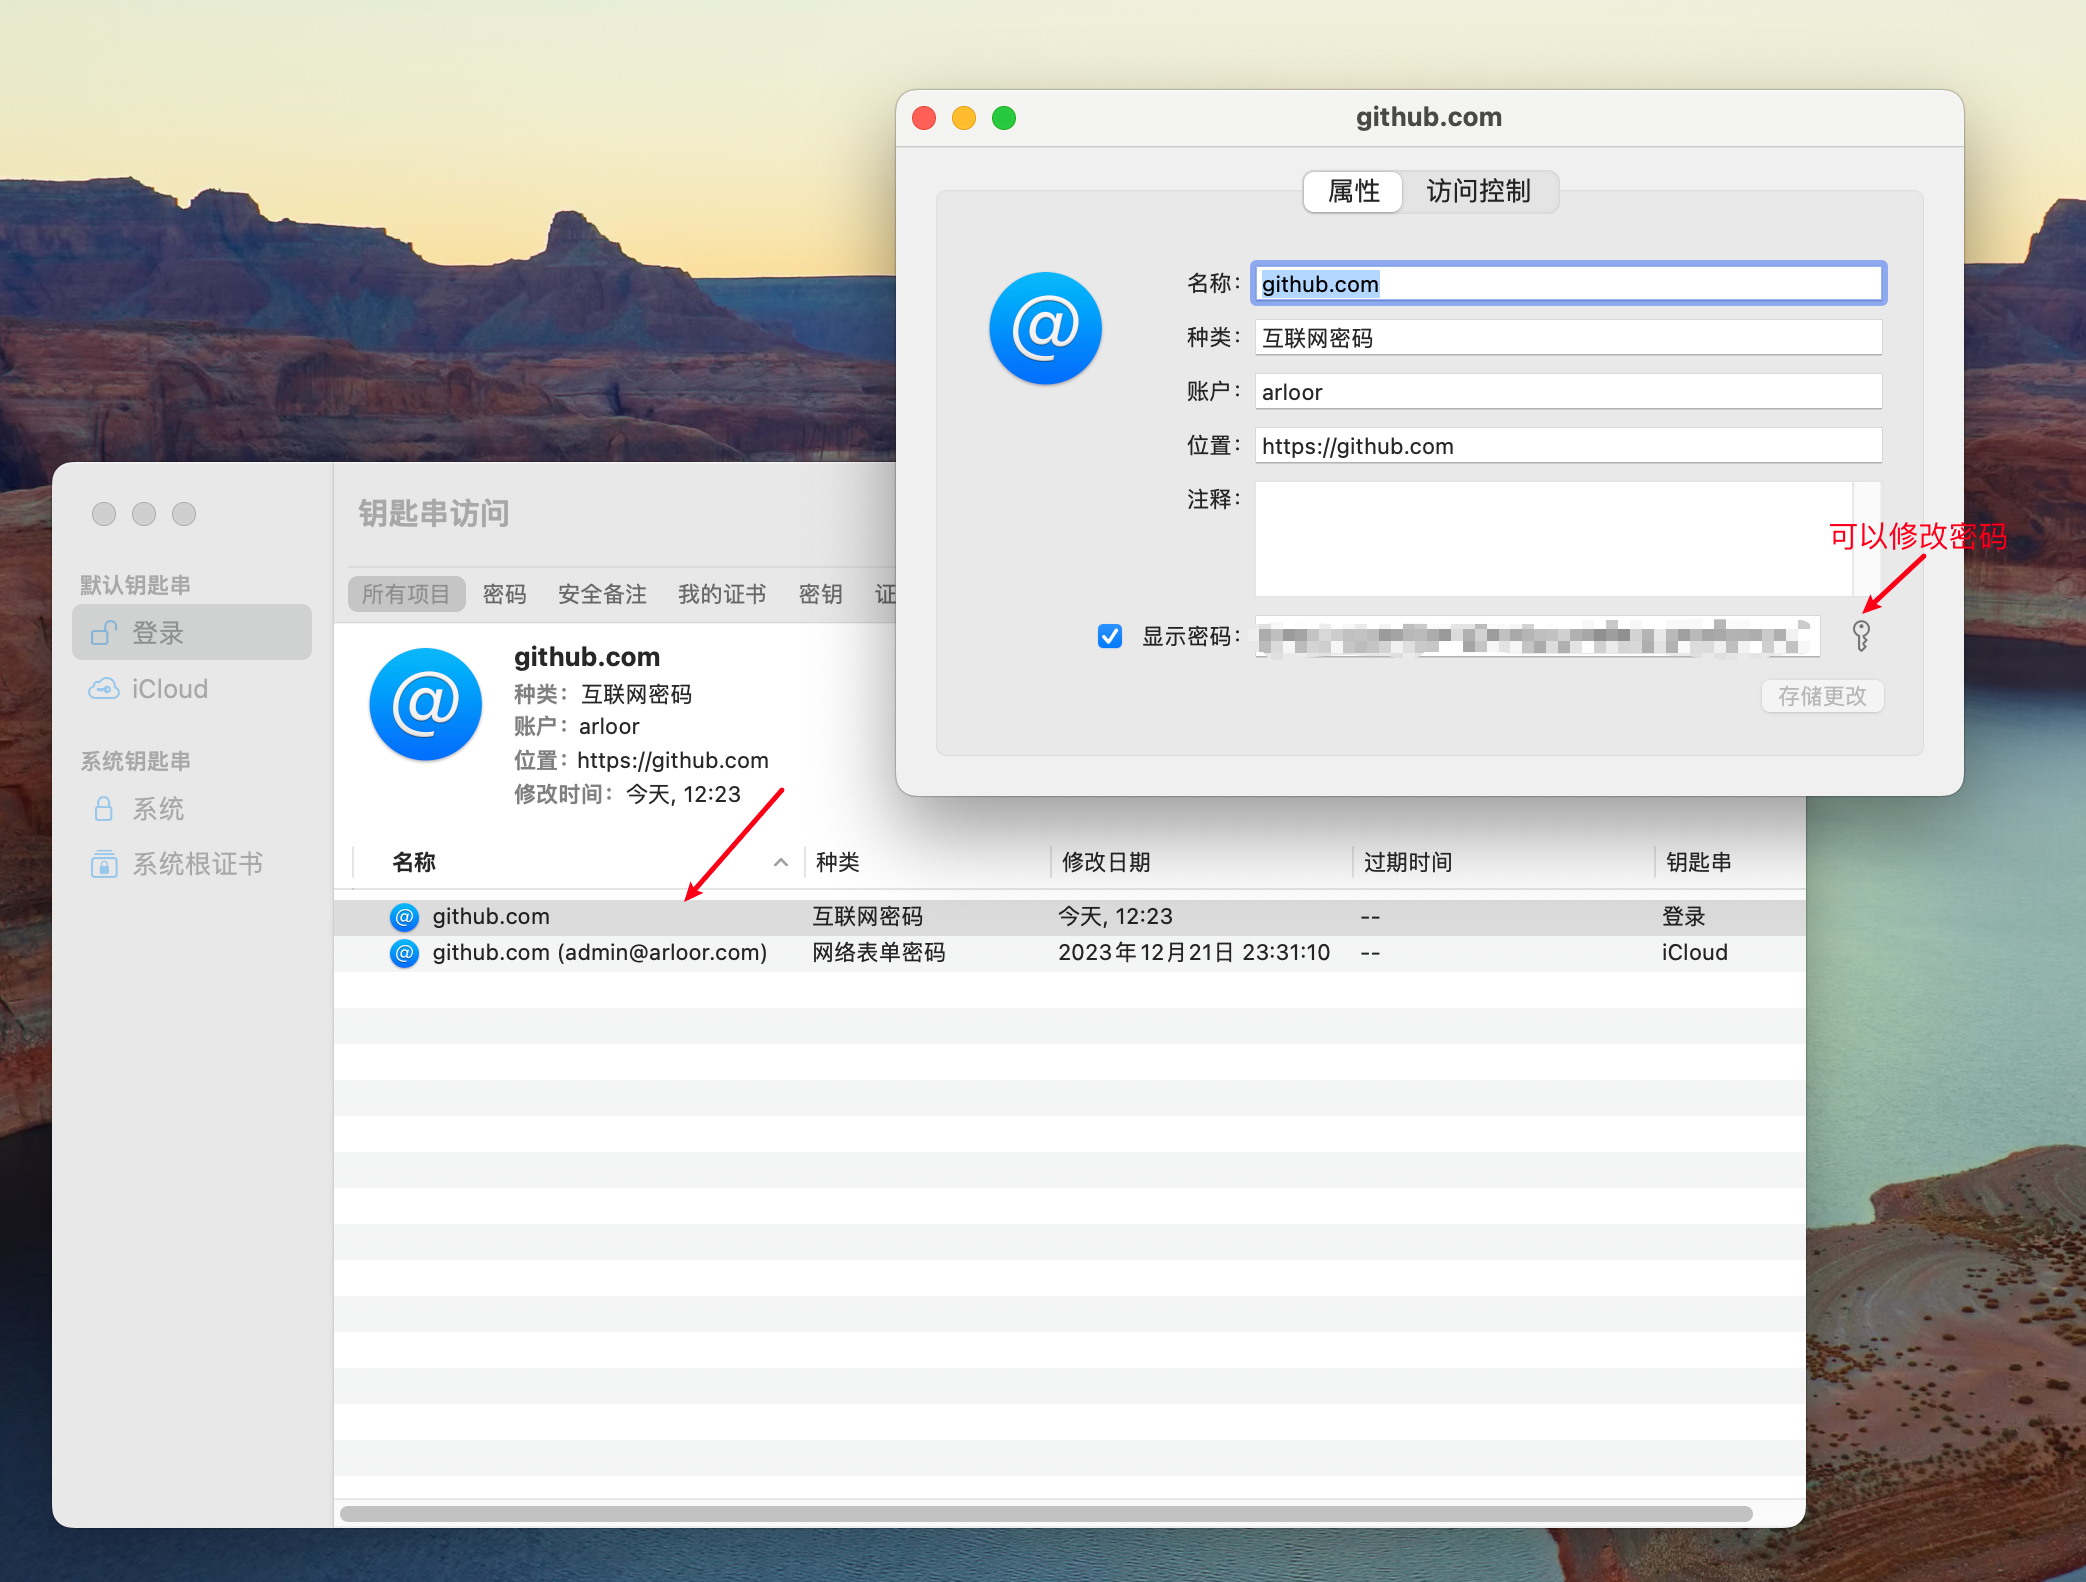 github.com
属性 访问控制
@
名称: github.com
种类: 互联网密码
账户: arloor
位置: https://github.com
注释:
可以修改密码
显示密码:
存储更改
钥匙串访问
默认钥匙串
登录
iCloud
系统钥匙串
系统
系统根证书
所有项目 密码 安全备注 我的证书 密钥 证
@
github.com
种类: 互联网密码
账户: arloor
位置: https://github.com
修改时间: 今天, 12:23
名称 种类 修改日期 过期时间 钥匙串
@ github.com 互联网密码 今天, 12:23 -- 登录
@ github.com (admin@arloor.com) 网络表单密码 2023年12月21日 23:31:10 -- iCloud